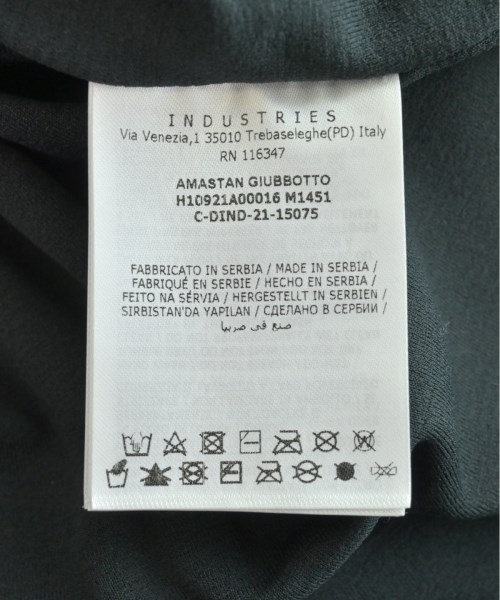 INDUSTRIES
Via Venezia,1 35010 Trebaseleghe(PD) Italy
RN 116347
AMASTAN GIUBBOTTO
H10921A00016 M1451
C-DIND-21-15075
FABBRICATO IN SERBIA / MADE IN SERBIA /
FABRIQUÉ EN SERBIE / HECHO EN SERBIA /
FEITO NA SÉRVIA / HERGESTELLT IN SERBIEN /
SIRBISTAN'DA YAPILAN / СДЕЛАНО В СЕРБИИ /
صنع في صربيا